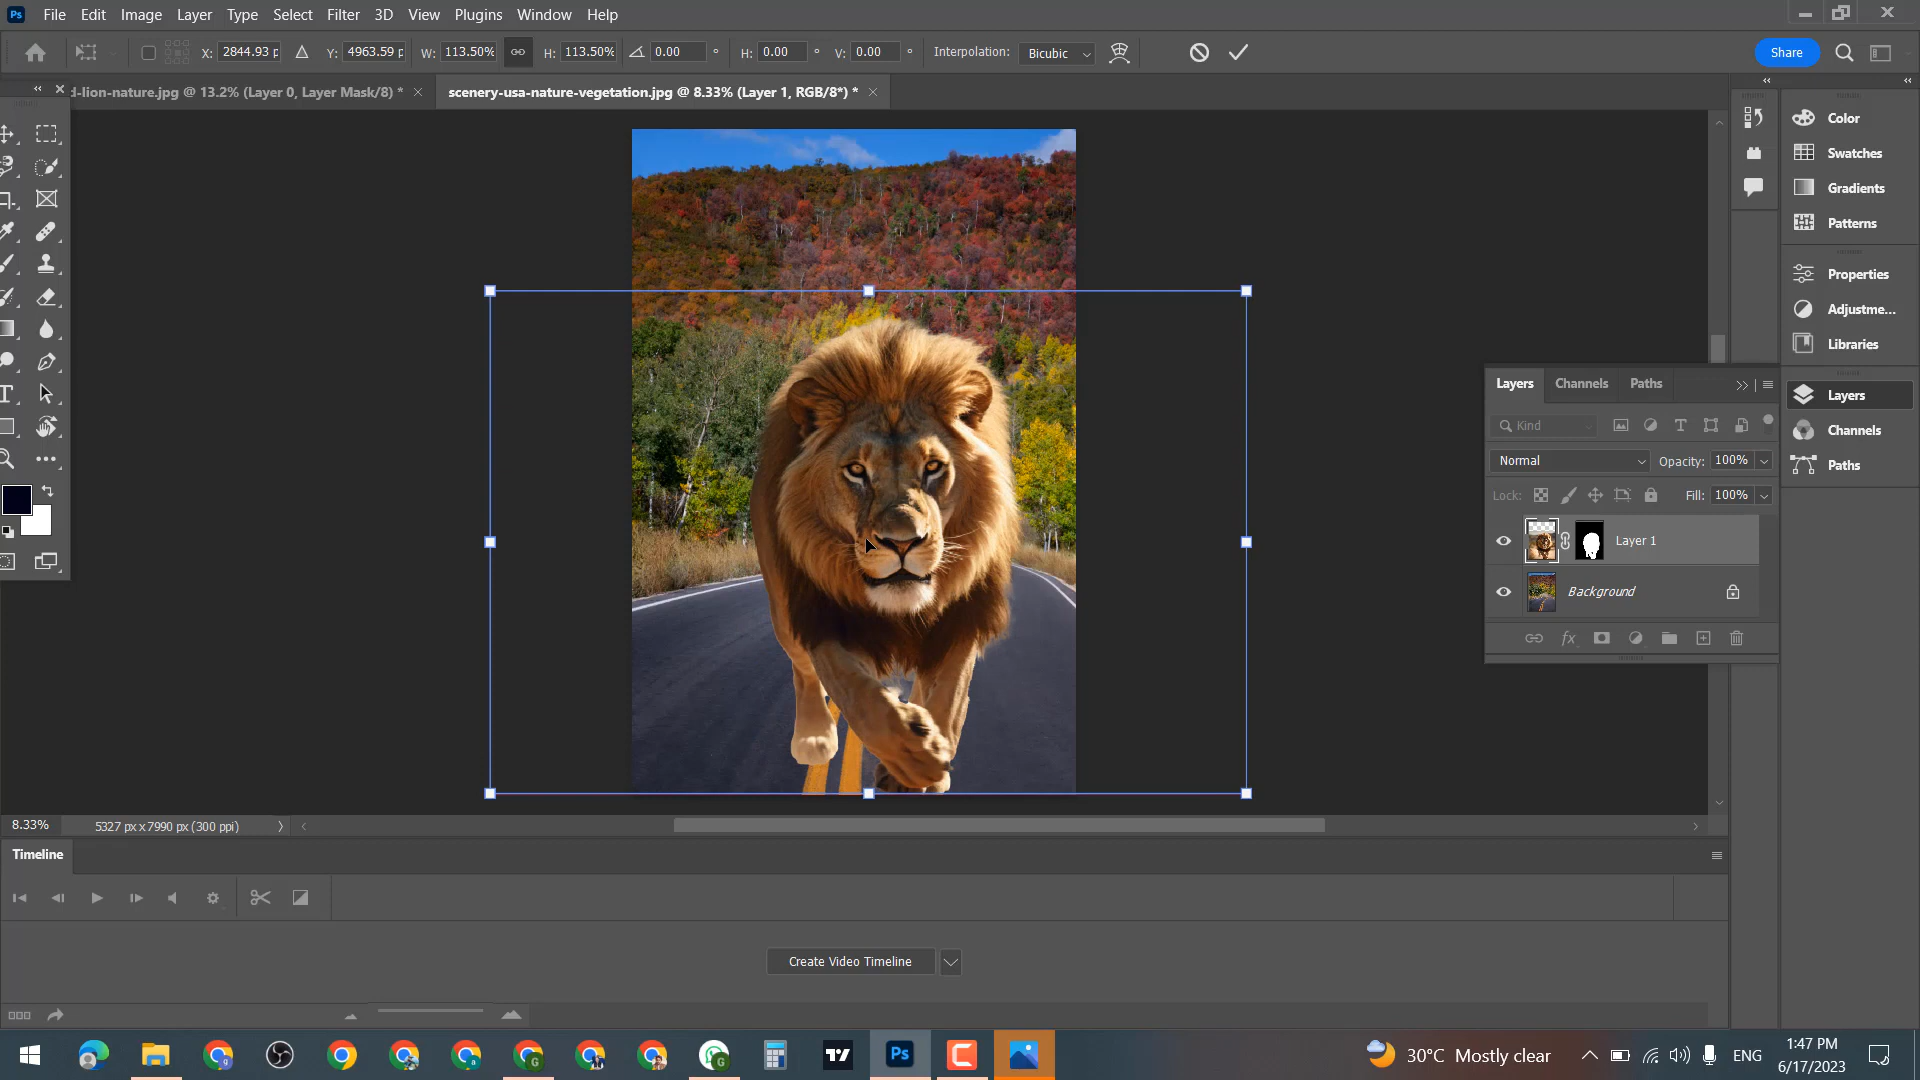 Ps File Edit Image Layer Type Select Filter 3D View Plugins Window Help
X: 2844.93 p Y: 4963.59 p W: 113.50% H: 113.50% 0.00 ° H: 0.00 ° V: 0.00 ° Interpolation: Bicubic Share
d-lion-nature.jpg @ 13.2% (Layer 0, Layer Mask/8) * scenery-usa-nature-vegetation.jpg @ 8.33% (Layer 1, RGB/8*) *
Color
Swatches
Gradients
Patterns
Properties
Adjustme...
Libraries
Layers
Channels
Paths
Layers Channels Paths
Kind
Normal Opacity: 100%
Lock: Fill: 100%
Layer 1
Background
fx
8.33% 5327 px x 7990 px (300 ppi)
Timeline
Create Video Timeline
Ps
30°C Mostly clear ENG 1:47 PM
6/17/2023